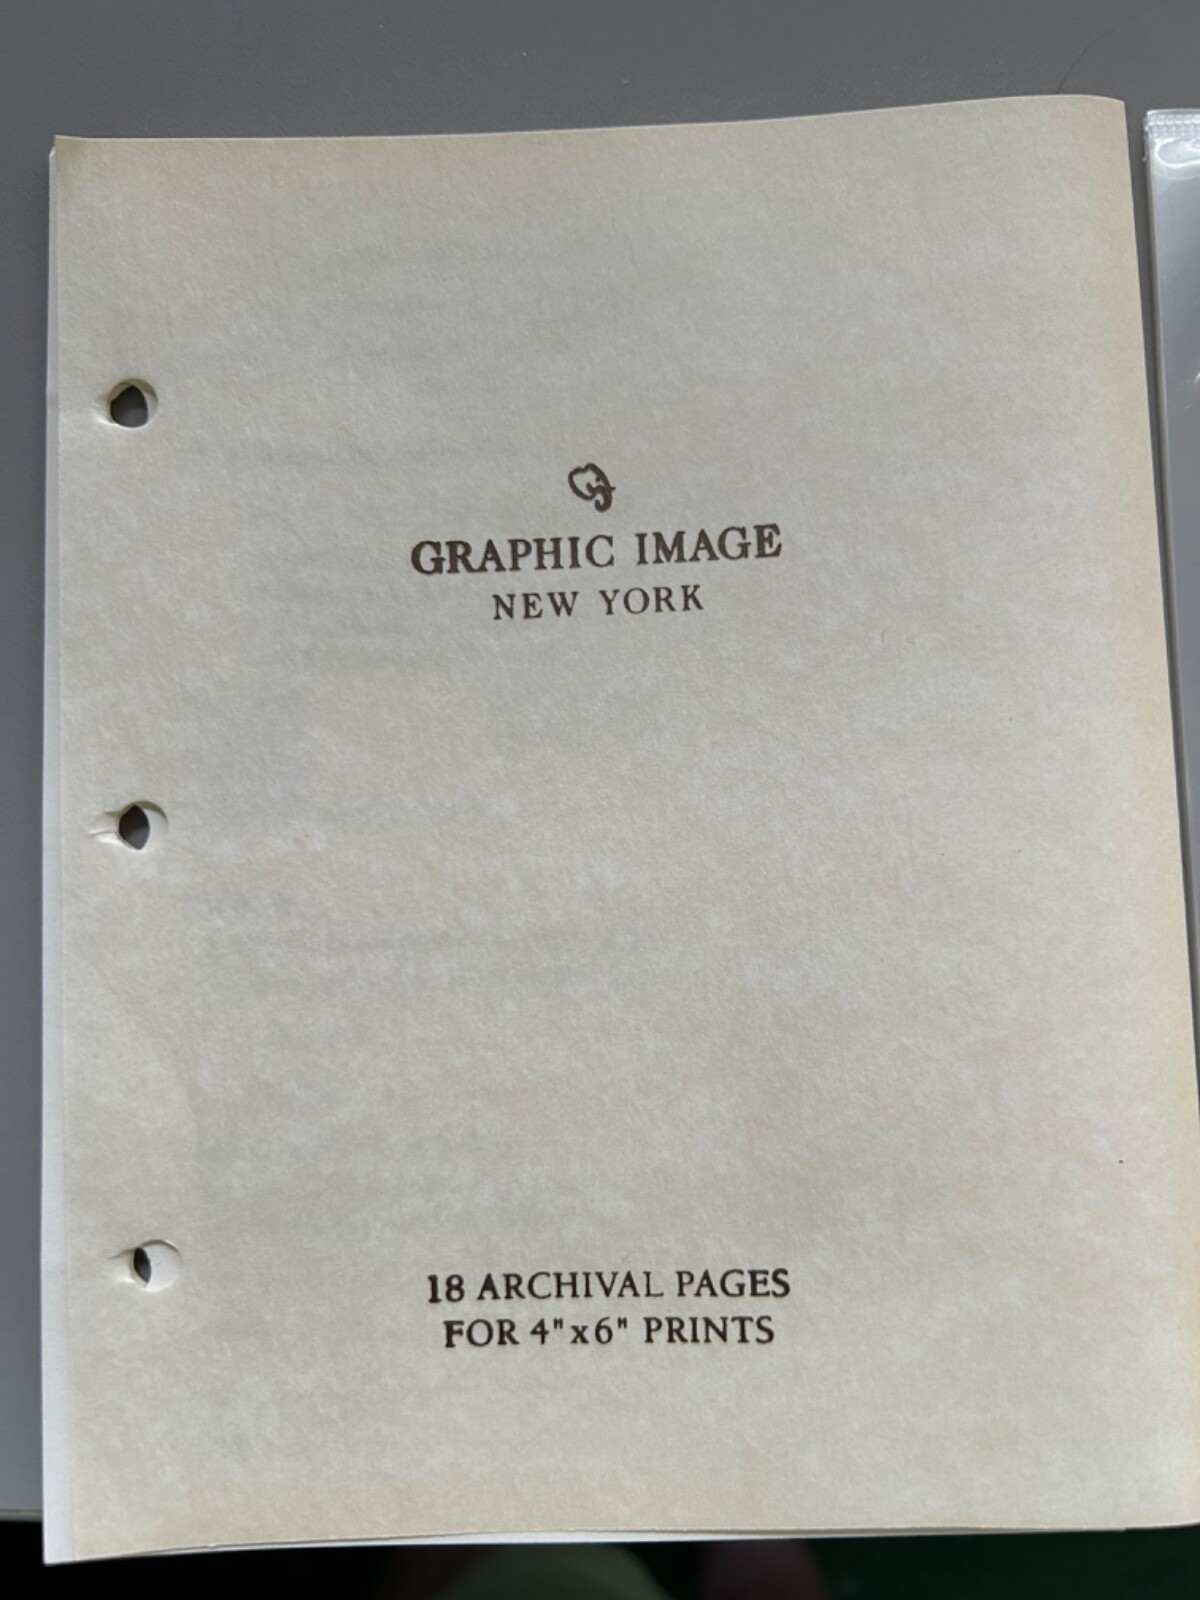 GRAPHIC IMAGE
NEW YORK
18 ARCHIVAL PAGES
FOR 4"x6" PRINTS